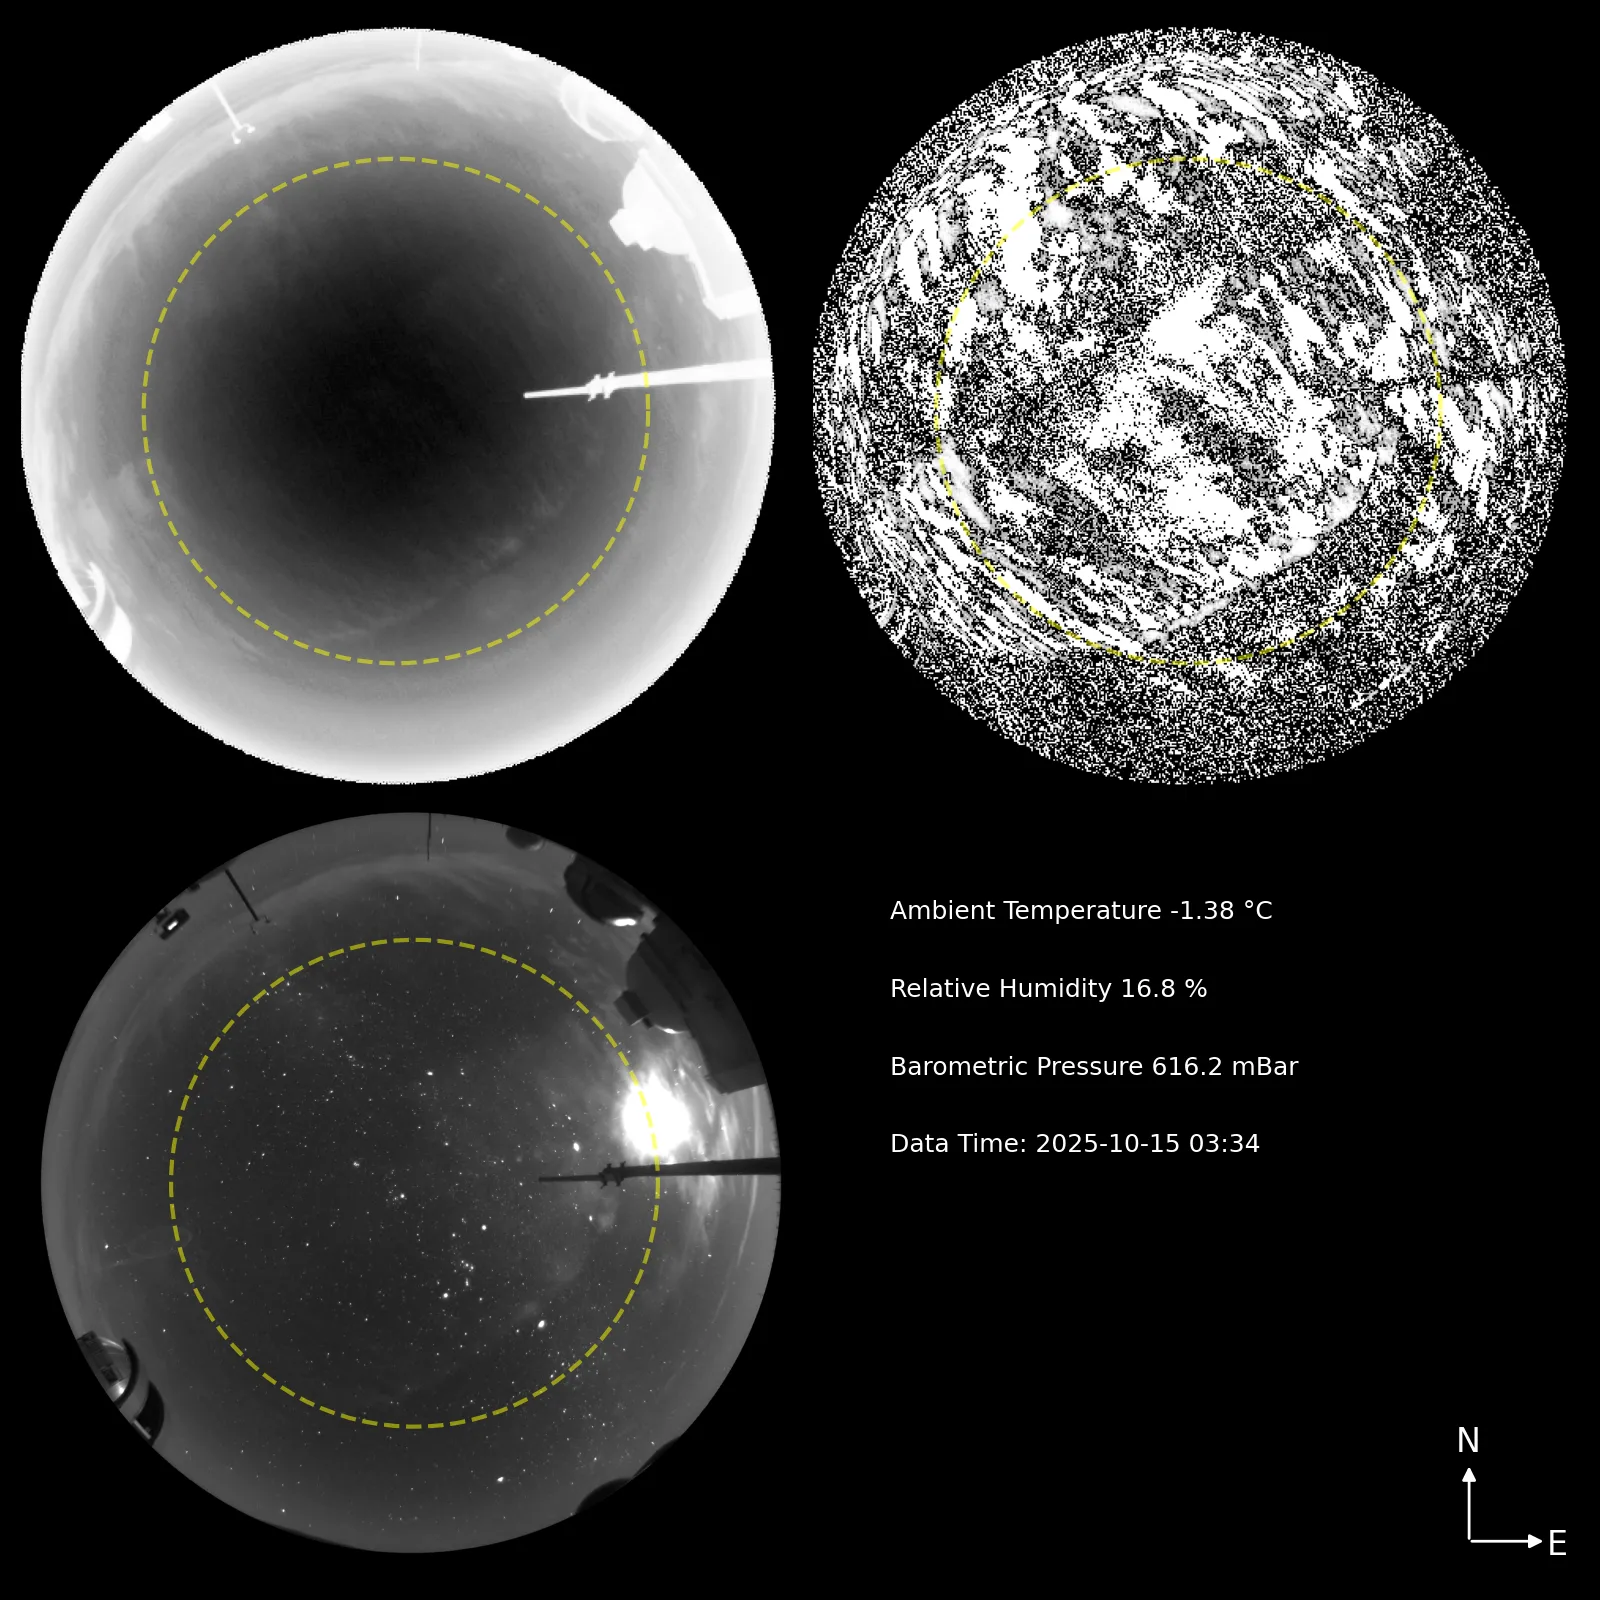 Ambient Temperature -1.38 °C
Relative Humidity 16.8 %
Barometric Pressure 616.2 mBar
Data Time: 2025-10-15 03:34
N
E